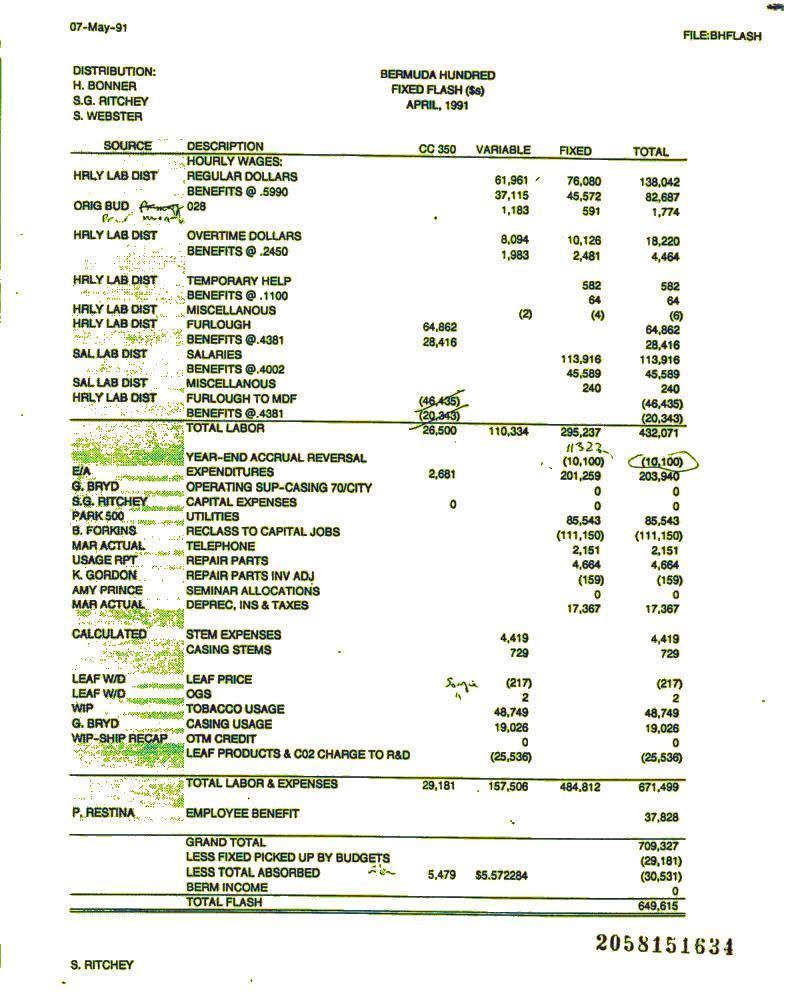 07-May-91
FILE:BHFLASH
DISTRIBUTION:
H. BONNER
S.G. RITCHEY
S. WEBSTER
BERMUDA HUNDRED
FIXED FLASH ($s)
APRIL, 1991
SOURCE DESCRIPTION CC 350 VARIABLE FIXED TOTAL
HOURLY WAGES:
HRLY LAB DIST REGULAR DOLLARS 61,961 76,080 138,042
BENEFITS @ .5990 37,115 45,572 82,687
ORIG BUD 028 1,183 591 1,774
HRLY LAB DIST OVERTIME DOLLARS 8,094 10,126 18,220
BENEFITS @ .2450 1,983 2,481 4,464
HRLY LAB DIST TEMPORARY HELP 582 582
BENEFITS @ .1100 64 64
HRLY LAB DIST MISCELLANOUS (2) (4) (6)
HRLY LAB DIST FURLOUGH 64,862 64,862
BENEFITS @.4381 28,416 28,416
SAL LAB DIST SALARIES 113,916 113,916
BENEFITS @ .4002 45,589 45,589
SAL LAB DIST MISCELLANOUS 240 240
HRLY LAB DIST FURLOUGH TO MDF (46,435) (46,435)
BENEFITS @.4381 (20,343) (20,343)
TOTAL LABOR 26,500 110,334 295,237 432,071
11322
YEAR-END ACCRUAL REVERSAL (10,100) (10,100)
E/A EXPENDITURES 2,681 201,259 203,940
G. BRYD OPERATING SUP-CASING 70/CITY 0 0
S.G. RITCHEY CAPITAL EXPENSES 0 0 0
PARK 500 UTILITIES 85,543 85,543
B. FORKINS RECLASS TO CAPITAL JOBS (111,150) (111,150)
MAR ACTUAL TELEPHONE 2,151 2,151
USAGE RPT REPAIR PARTS 4,664 4,664
K. GORDON REPAIR PARTS INV ADJ (159) (159)
AMY PRINCE SEMINAR ALLOCATIONS 0 0
MAR ACTUAL DEPREC, INS & TAXES 17,367 17,367
CALCULATED STEM EXPENSES 4,419 4,419
CASING STEMS 729 729
LEAF W/D LEAF PRICE (217) (217)
LEAF W/D OGS " 2 2
WIP TOBACCO USAGE 48,749 48,749
G. BRYD CASING USAGE 19,026 19,026
WIP-SHIP RECAP OTM CREDIT 0 0
LEAF PRODUCTS & C02 CHARGE TO R&D (25,536) (25,536)
TOTAL LABOR & EXPENSES 29,181 157,506 484,812 671,499
P. RESTINA EMPLOYEE BENEFIT 37,828
GRAND TOTAL 709,327
LESS FIXED PICKED UP BY BUDGETS (29,181)
LESS TOTAL ABSORBED 5,479 $5.572284 (30,531)
BERM INCOME 0
TOTAL FLASH 649,615
2058151634
S. RITCHEY